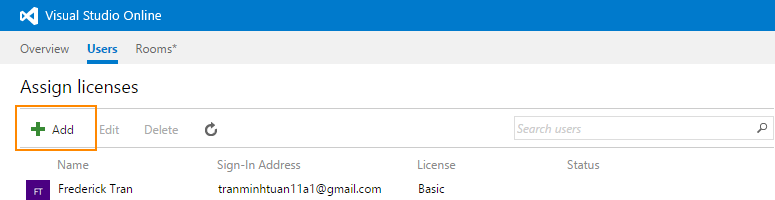 Visual Studio Online
Overview Users Rooms*
Assign licenses
Add Edit Delete Search users
Name Sign-In Address License Status
FT Frederick Tran tranminhtuan11a1@gmail.com Basic